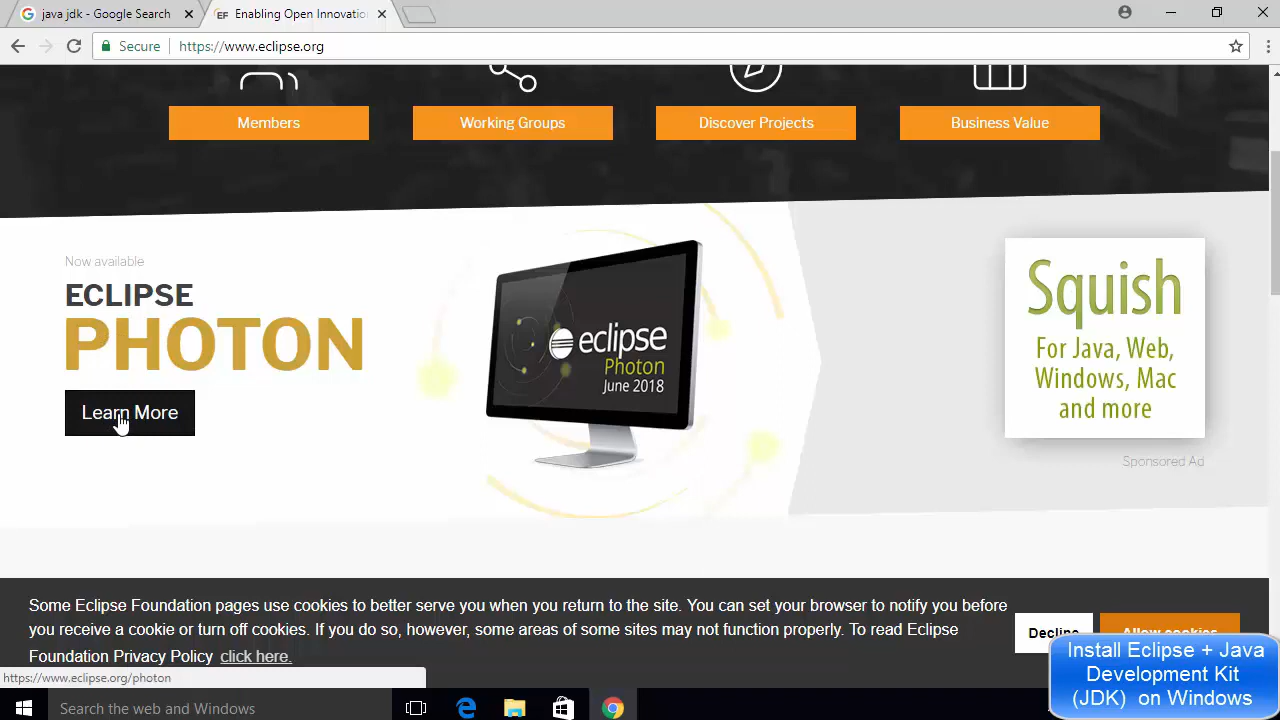 java jdk - Google Search
EF Enabling Open Innovatio
Secure https://www.eclipse.org
Members
Working Groups
Discover Projects
Business Value
Now available
ECLIPSE
PHOTON
Learn More
eclipse
Photon
June 2018
Squish
For Java, Web,
Windows, Mac
and more
Sponsored Ad
Some Eclipse Foundation pages use cookies to better serve you when you return to the site. You can set your browser to notify you before
you receive a cookie or turn off cookies. If you do so, however, some areas of some sites may not function properly. To read Eclipse
Foundation Privacy Policy click here.
Decline
Allow cookies
https://www.eclipse.org/photon
Install Eclipse + Java
Development Kit
(JDK) on Windows
Search the web and Windows